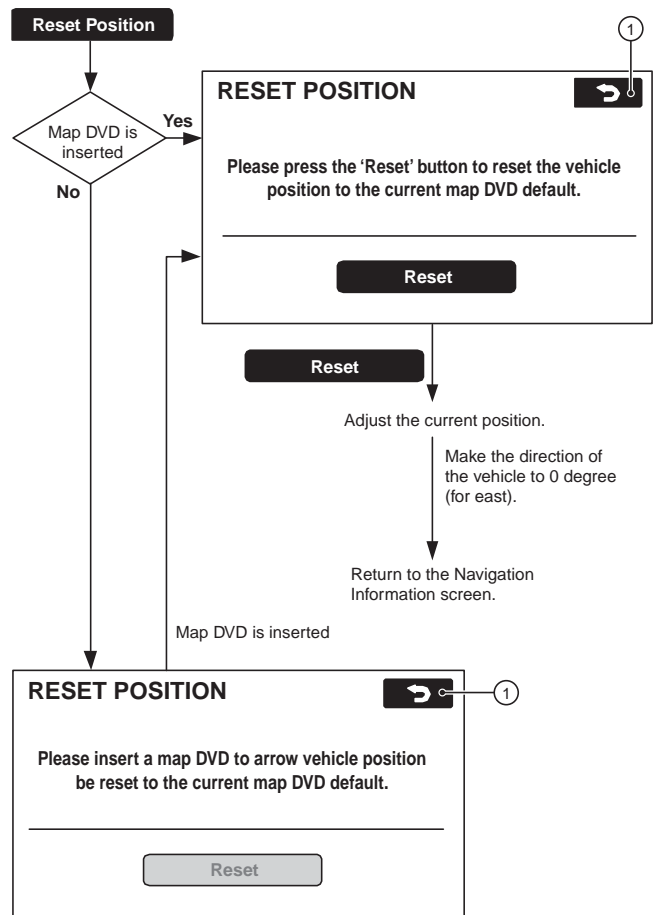 Reset Position
1
Map DVD is
inserted
Yes
No
RESET POSITION
Please press the ‘Reset’ button to reset the vehicle
position to the current map DVD default.
Reset
Reset
Adjust the current position.
Make the direction of
the vehicle to 0 degree
(for east).
Return to the Navigation
Information screen.
Map DVD is inserted
RESET POSITION
1
Please insert a map DVD to arrow vehicle position
be reset to the current map DVD default.
Reset